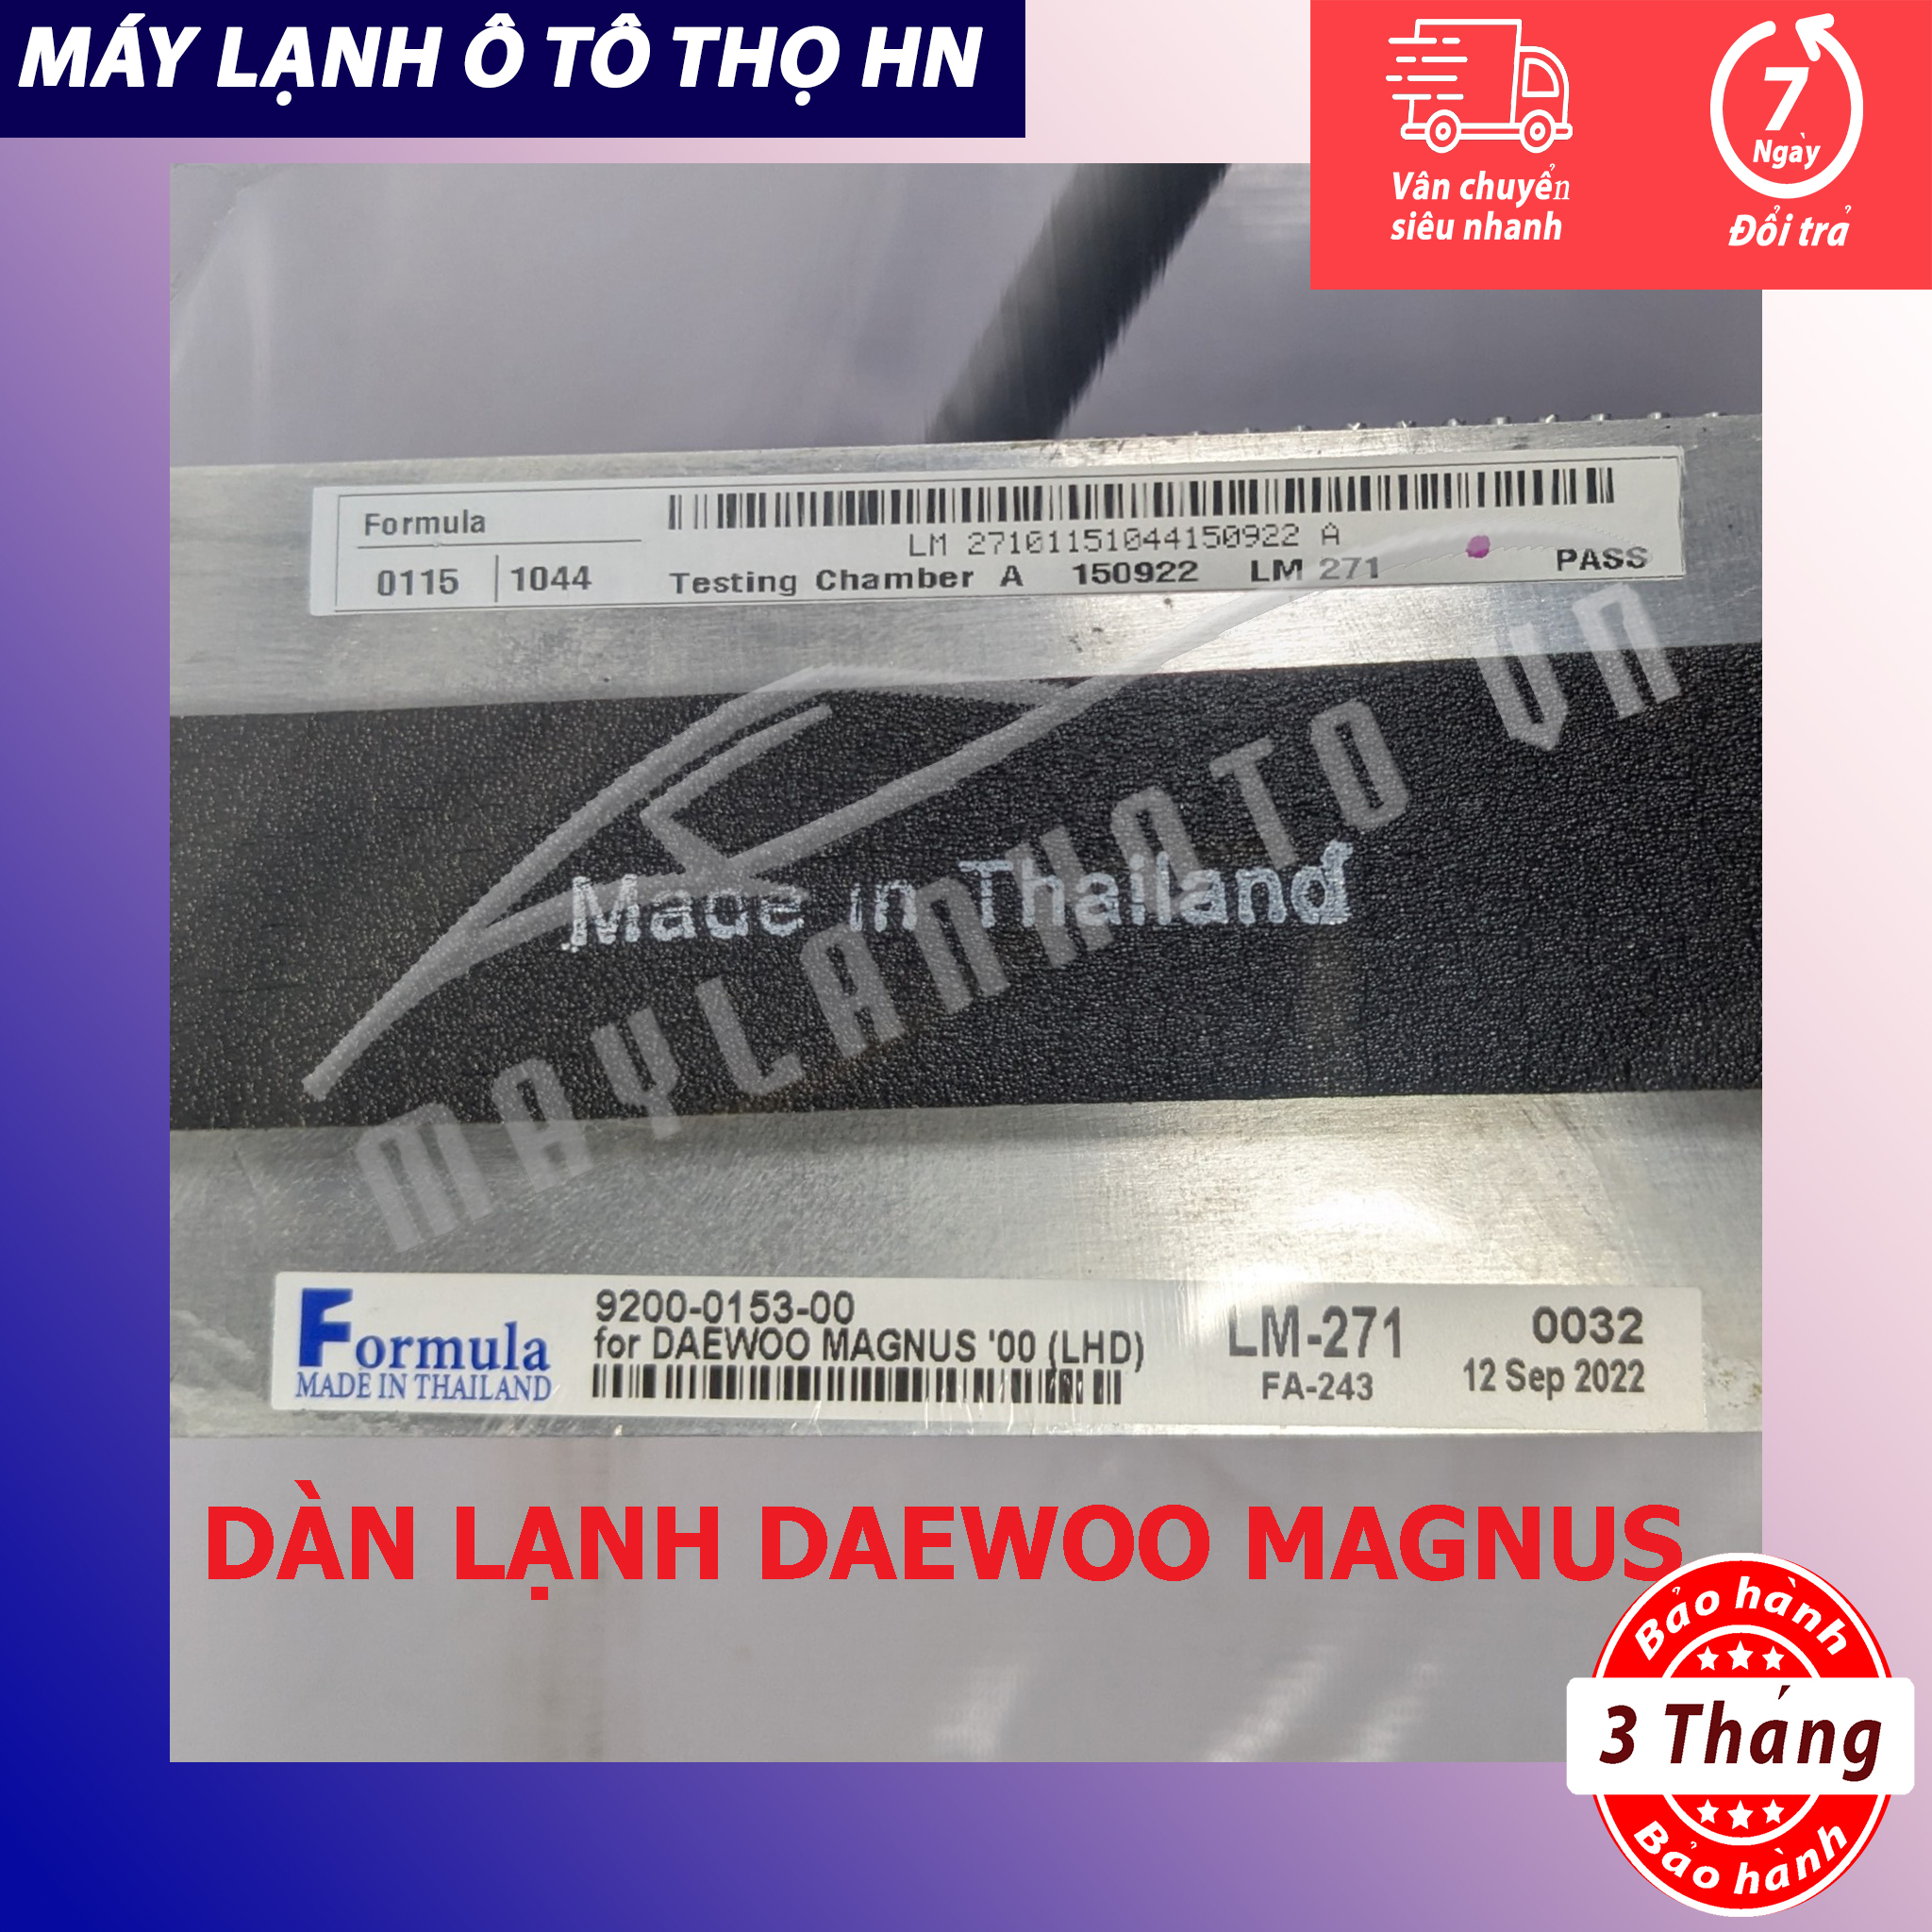 MÁY LẠNH Ô TÔ THỌ HN
Vân chuyển
siêu nhanh
7
Ngày
Đổi trả
Formula
0115 1044
LM 27101151044150922 A
Testing Chamber A 150922 LM 271 PASS
Made in Thailand
MAYLANHATO VN
Formula
MADE IN THAILAND
9200-0153-00
for DAEWOO MAGNUS '00 (LHD)
LM-271
FA-243
0032
12 Sep 2022
DÀN LẠNH DAEWOO MAGNUS
Bảo hành
3 Tháng
Bảo hành